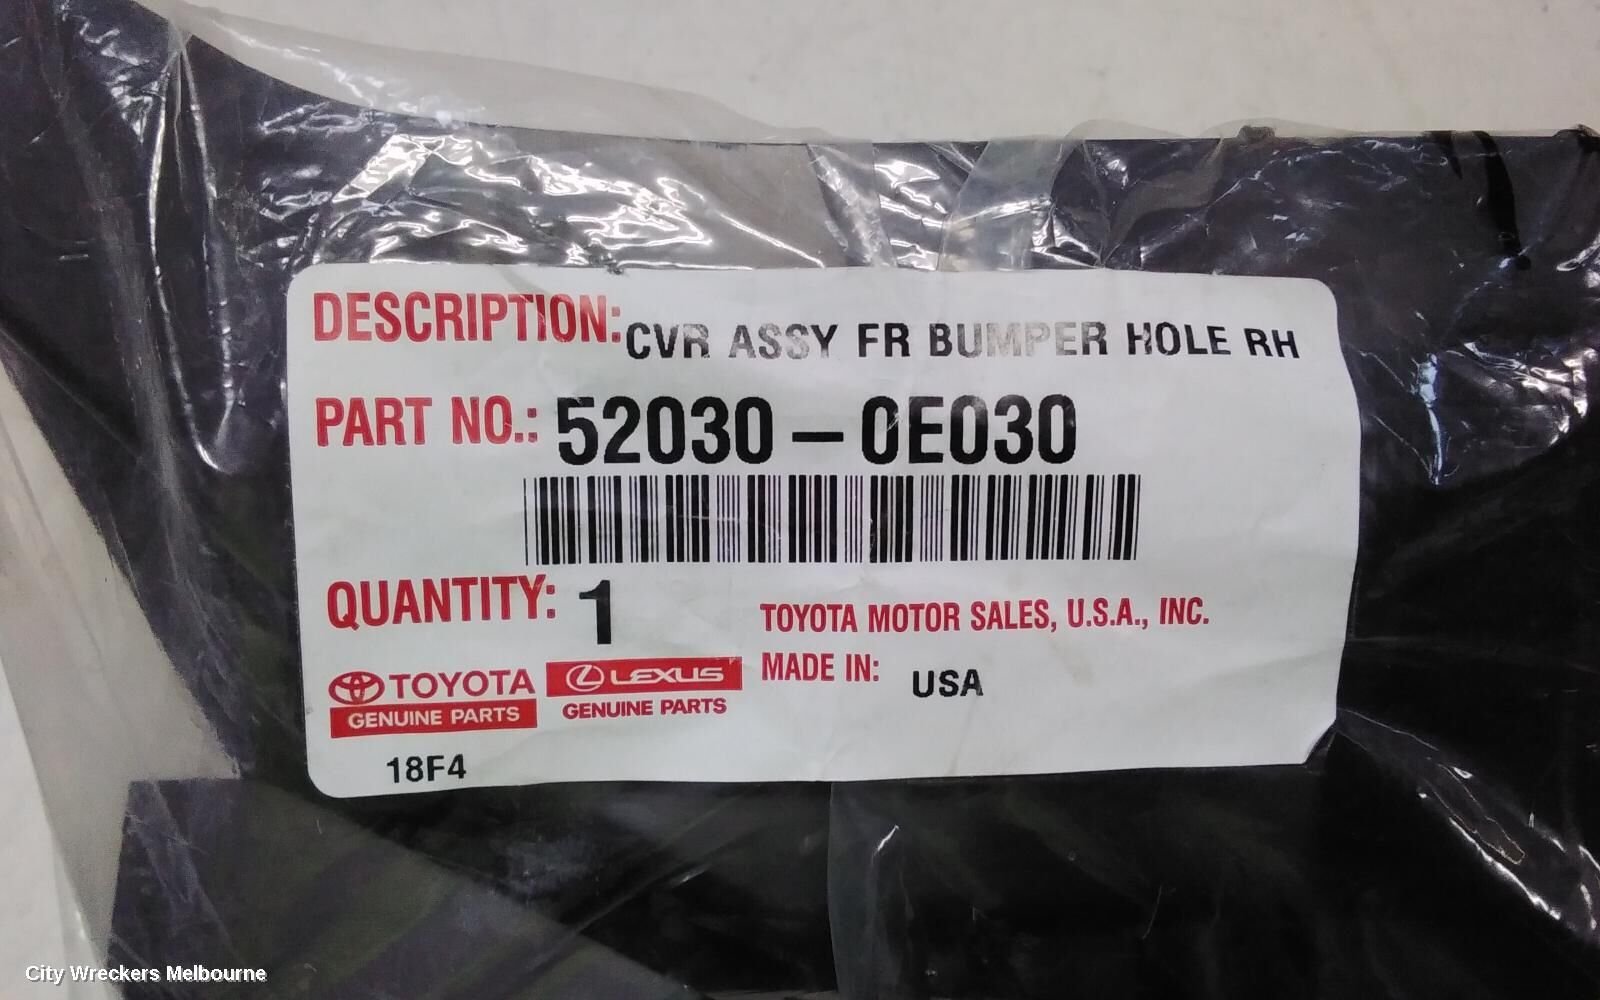 DESCRIPTION: CVR ASSY FR BUMPER HOLE RH
PART NO.: 52030-0E030
QUANTITY: 1
TOYOTA MOTOR SALES, U.S.A., INC.
MADE IN: USA
TOYOTA
GENUINE PARTS
LEXUS
GENUINE PARTS
18F4
City Wreckers Melbourne